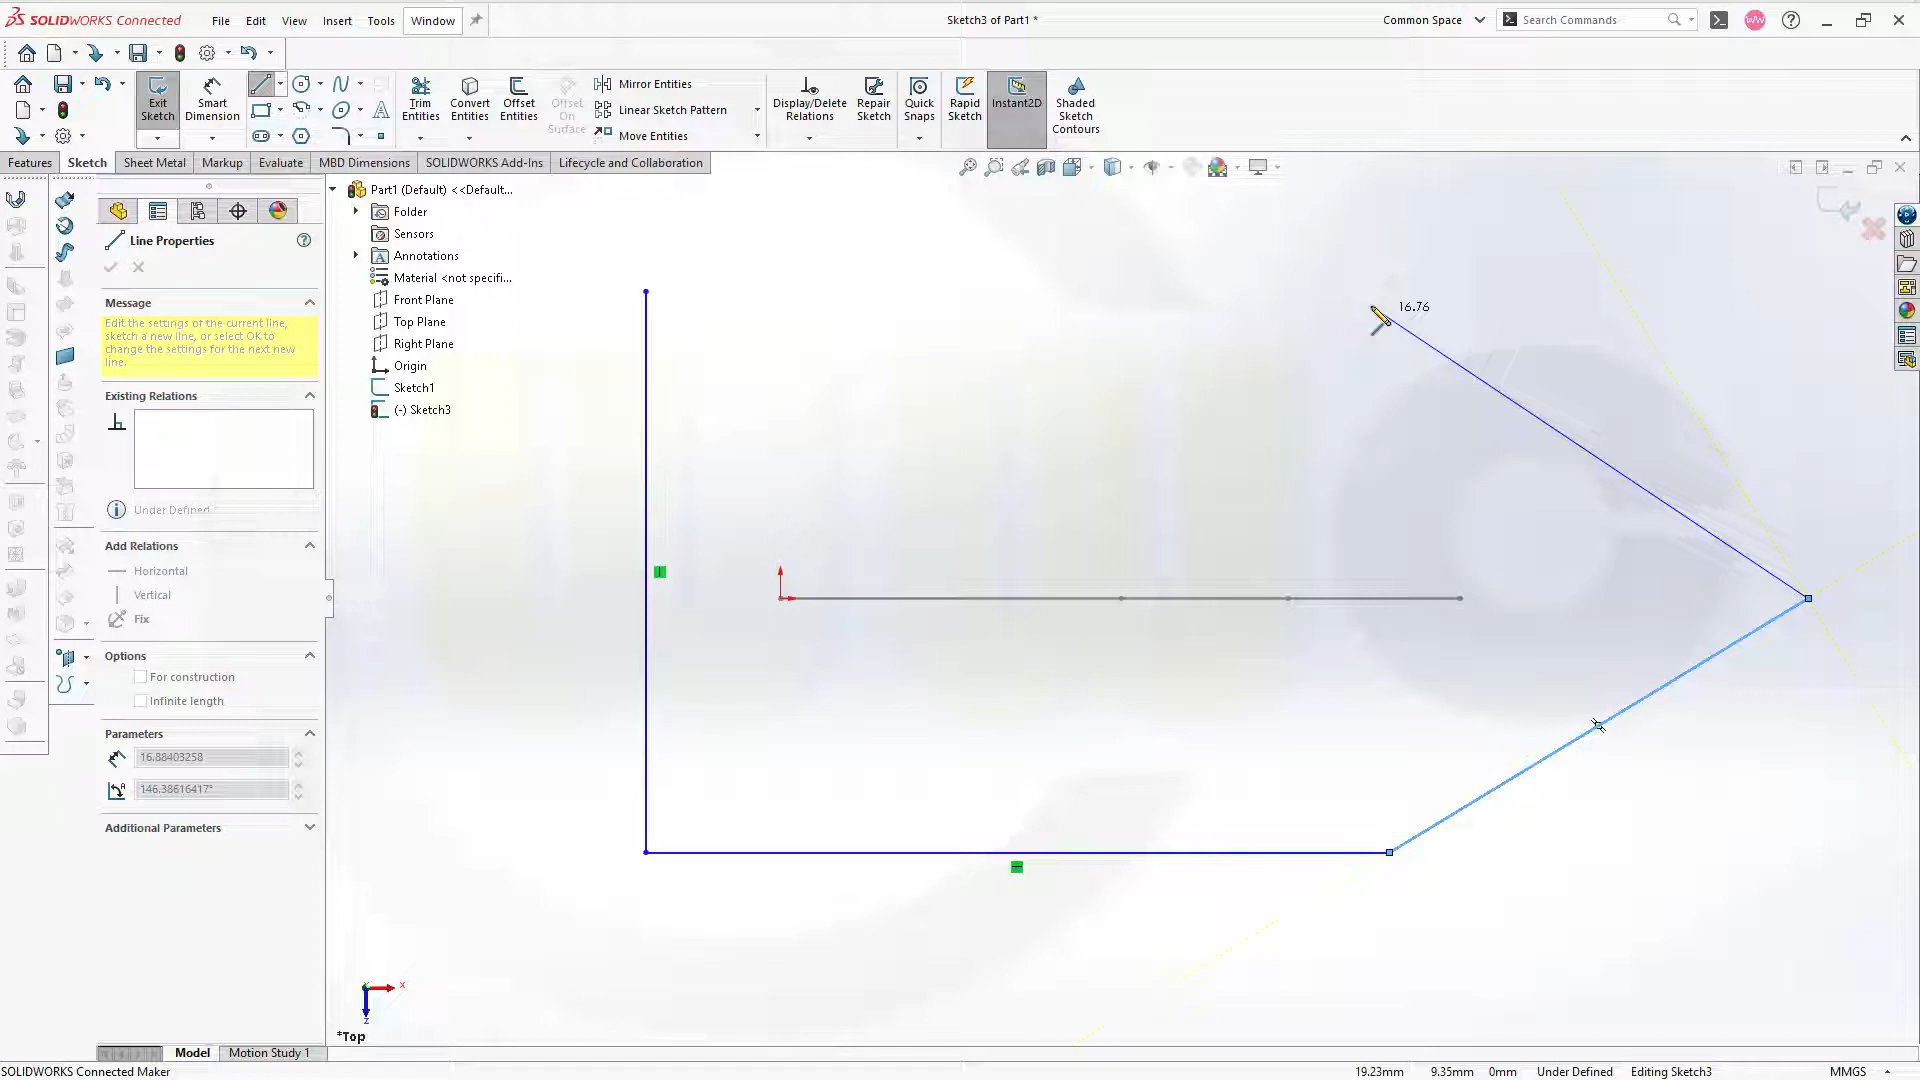 SOLIDWORKS Connected
File
Edit
View
Insert
Tools
Window
Sketch3 of Part1 *
Common Space
Search Commands
WW
Exit Sketch
Smart Dimension
Trim Entities
Convert Entities
Offset Entities
Offset On Surface
Mirror Entities
Linear Sketch Pattern
Move Entities
Display/Delete Relations
Repair Sketch
Quick Snaps
Rapid Sketch
Instant2D
Shaded Sketch Contours
Features
Sketch
Sheet Metal
Markup
Evaluate
MBD Dimensions
SOLIDWORKS Add-Ins
Lifecycle and Collaboration
Line Properties
Message
Edit the settings of the current line,
sketch a new line, or select OK to
change the settings for the next new
line.
Existing Relations
Under Defined
Add Relations
Horizontal
Vertical
Fix
Options
For construction
Infinite length
Parameters
16.88403258
146.38616417°
Additional Parameters
Part1 (Default) <<Default...
Folder
Sensors
Annotations
Material <not specifi...
Front Plane
Top Plane
Right Plane
Origin
Sketch1
(-) Sketch3
16.76
x
z
*Top
Model
Motion Study 1
SOLIDWORKS Connected Maker
19.23mm
9.35mm
0mm
Under Defined
Editing Sketch3
MMGS